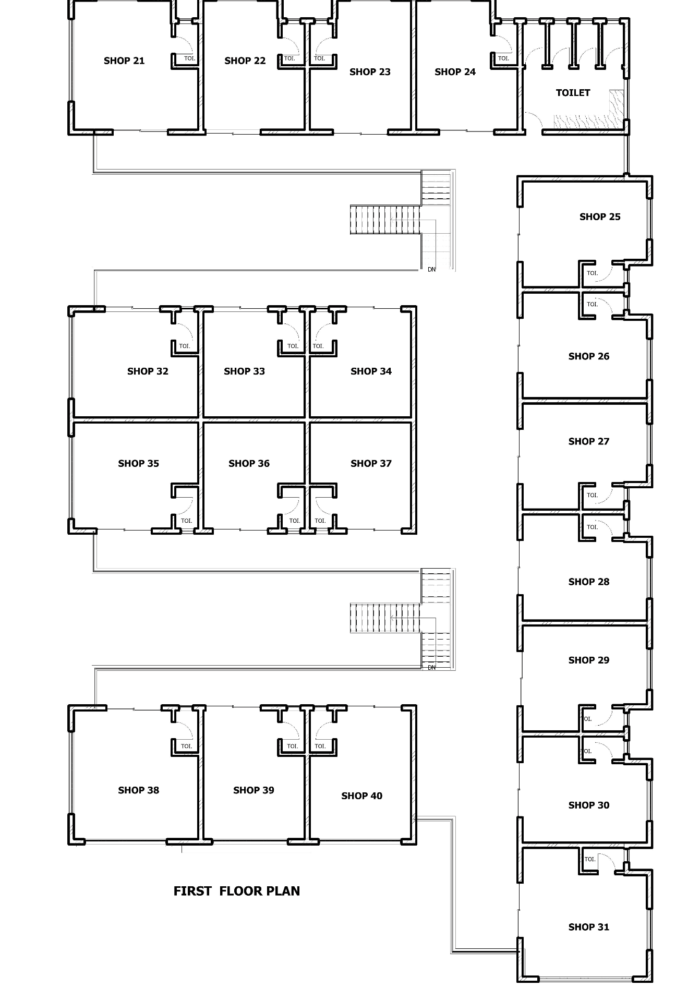 SHOP 21
TOI.
SHOP 22
TOI.
TOI.
SHOP 23
SHOP 24
TOI.
TOILET
SHOP 25
TOI.
DN
TOI.
SHOP 26
SHOP 32
TOI.
SHOP 33
TOI.
TOI.
SHOP 34
SHOP 27
TOI.
SHOP 35
TOI.
SHOP 36
TOI.
TOI.
SHOP 37
TOI.
SHOP 28
DN
SHOP 29
OI.
OI.
SHOP 30
SHOP 38
TOI.
SHOP 39
TOI.
TOI.
SHOP 40
TOI.
SHOP 31
FIRST FLOOR PLAN